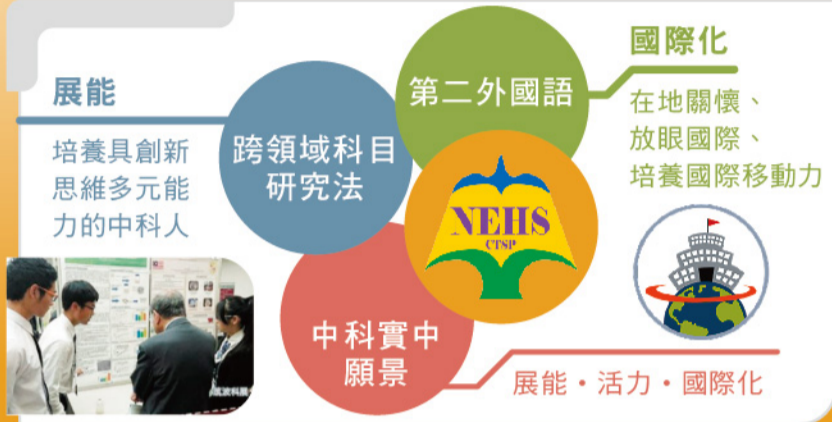 展能
培養具創新
思維多元能
力的中科人
跨領域科目
研究法
第二外國語
國際化
在地關懷、
放眼國際、
培養國際移動力
NEHS
CTSP
中科實中
願景
展能・活力・國際化